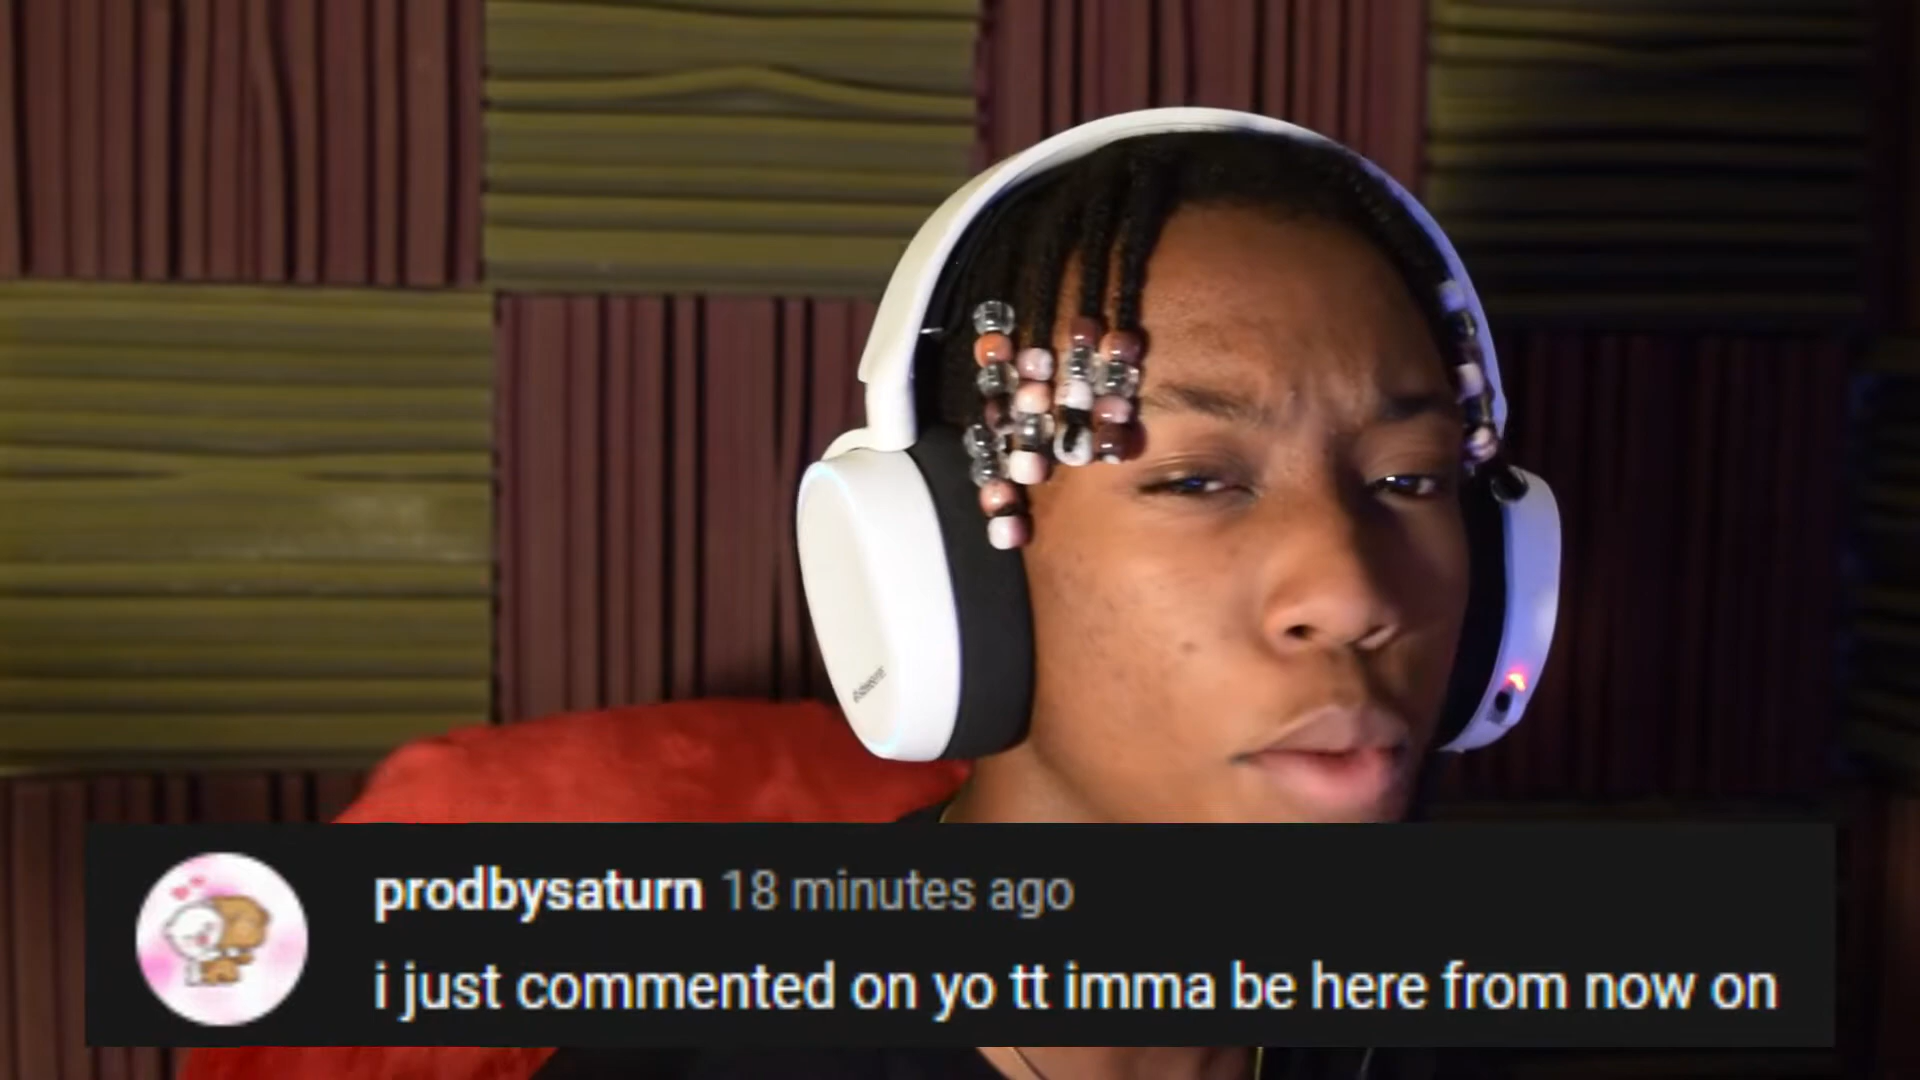 prodbysaturn 18 minutes ago
i just commented on yo tt imma be here from now on